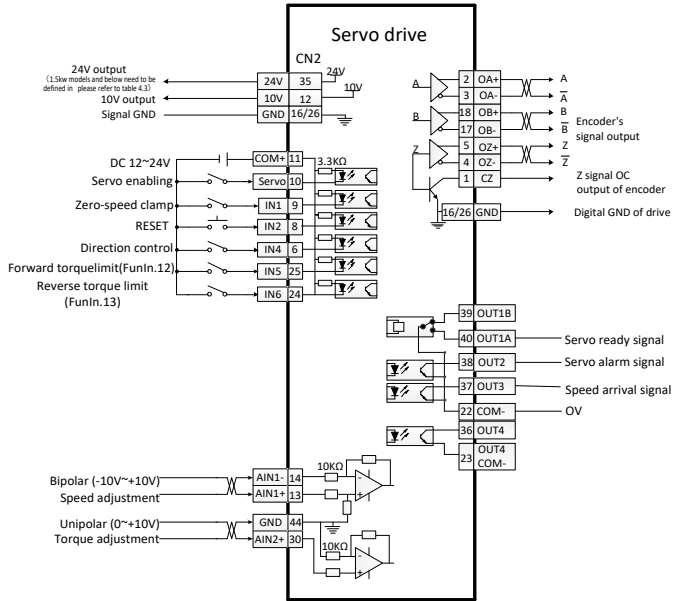 Servo drive
CN2
24V output
(1.5kw models and below need to be
defined in please refer to table 4.3)
10V output
Signal GND
24V 35
10V 12
GND 16/26
24V
10V
DC 12~24V
Servo enabling
Zero-speed clamp
RESET
Direction control
Forward torquelimit(FunIn.12)
Reverse torque limit
(FunIn.13)
COM+ 11
Servo 10
IN1 9
IN2 8
IN4 6
IN5 25
IN6 24
3.3KΩ
A
B
Z
2 OA+
3 OA-
18 OB+
17 OB-
5 OZ+
4 OZ-
1 CZ
16/26 GND
A
A
B
B
Z
Z
Encoder's
signal output
Z signal OC
output of encoder
Digital GND of drive
39 OUT1B
40 OUT1A
38 OUT2
37 OUT3
22 COM-
36 OUT4
23 OUT4
COM-
Servo ready signal
Servo alarm signal
Speed arrival signal
OV
Bipolar (-10V~+10V)
Speed adjustment
Unipolar (0~+10V)
Torque adjustment
AIN1- 14
AIN1+ 13
GND 44
AIN2+ 30
10KΩ
-
+
10KΩ
-
+